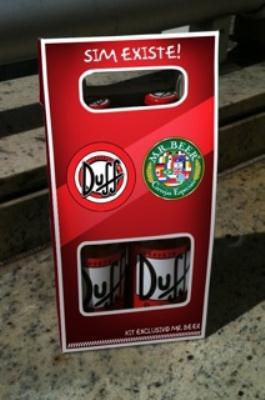 SIM EXISTE!
Duff
MR. BEER
Cervejas Especiais
Duff
Duff
KIT EXCLUSIVO MR. BEER